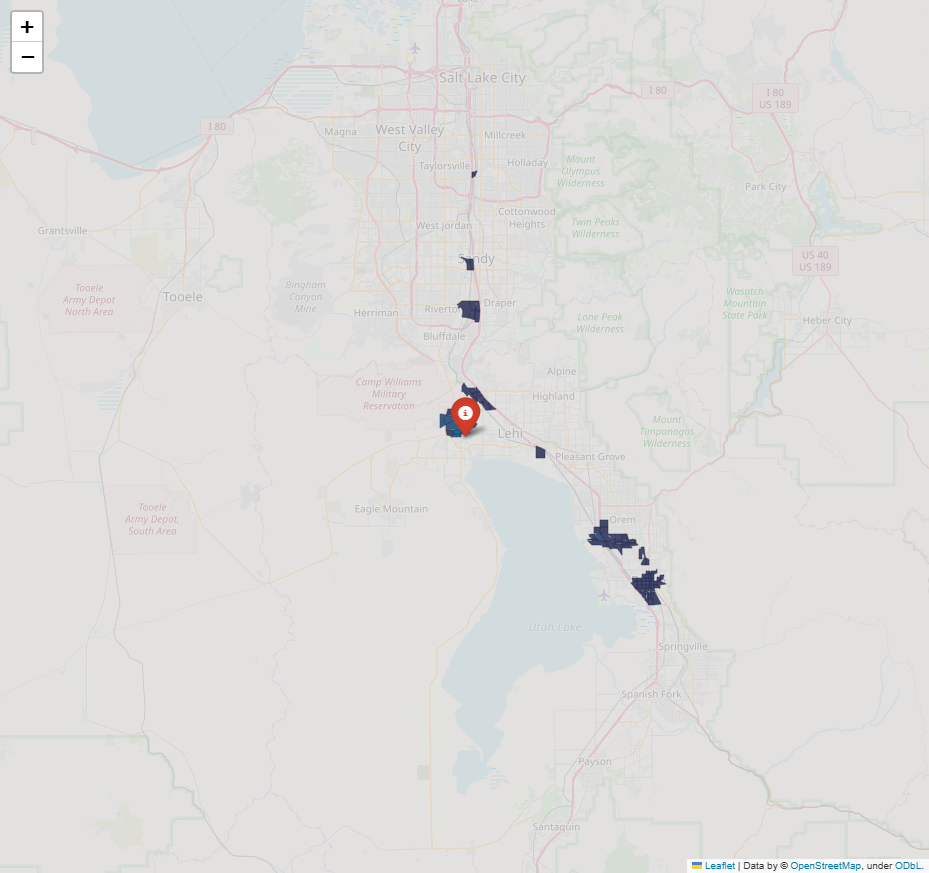 Lake
+
−
Salt Lake City
I 80
I 80
US 189
I 80
Magna
West Valley
City
Millcreek
Taylorsville
Holladay
Mount
Olympus
Wilderness
Park City
Grantsville
West Jordan
Cottonwood
Heights
Twin Peaks
Wilderness
Sandy
US 40
US 189
Tooele
Army Depot
North Area
Tooele
Bingham
Canyon
Mine
Herriman
Riverton
Draper
Bluffdale
Lone Peak
Wilderness
Wasatch
Mountain
State Park
Heber City
Alpine
Camp Williams
Military
Reservation
Highland
Lehi
Mount
Timpanogos
Wilderness
Pleasant Grove
Tooele
Army Depot,
South Area
Eagle Mountain
Orem
Utah Lake
Springville
Spanish Fork
Payson
Santaquin
Leaflet | Data by © OpenStreetMap, under ODbL.